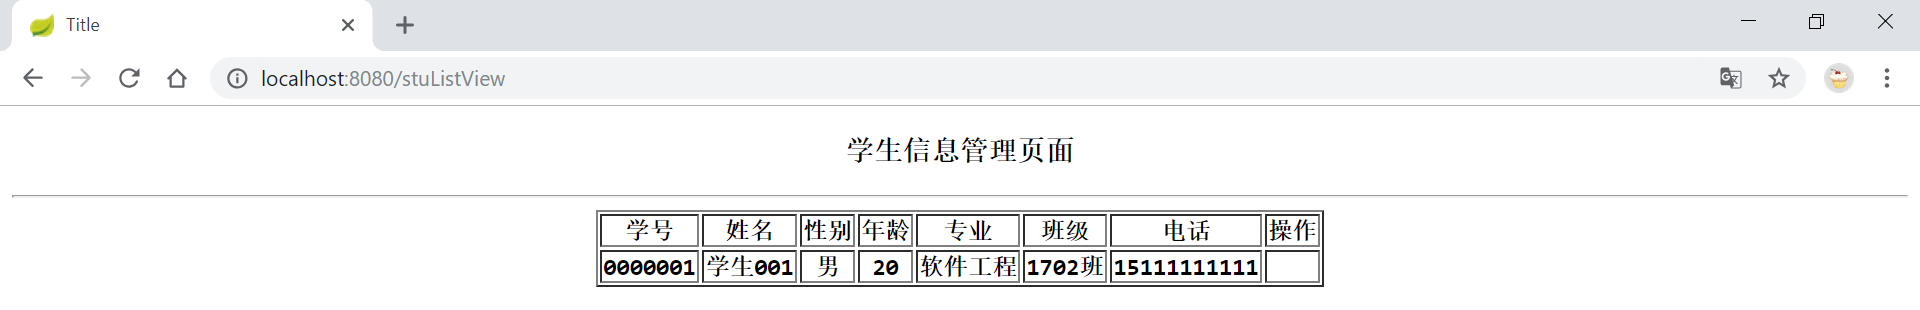 Title
localhost:8080/stuListView
学生信息管理页面
学号 姓名 性别 年龄 专业 班级 电话 操作
0000001 学生001 男 20 软件工程 1702班 15111111111